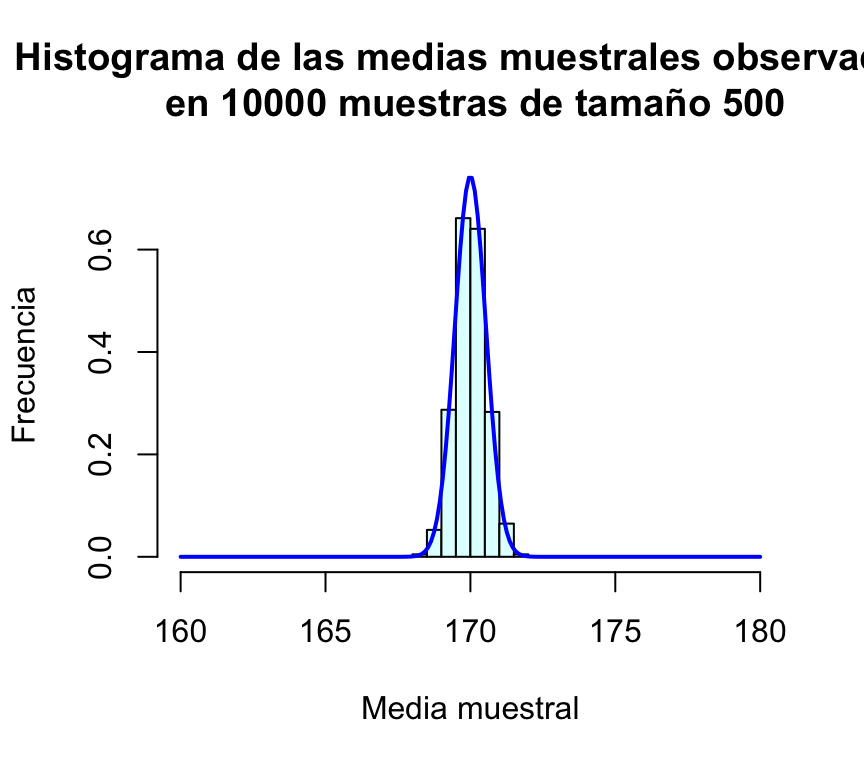 Histograma de las medias muestrales observa
en 10000 muestras de tamaño 500
Frecuencia
0.6
0.4
0.2
0.0
160 165 170 175 180
Media muestral